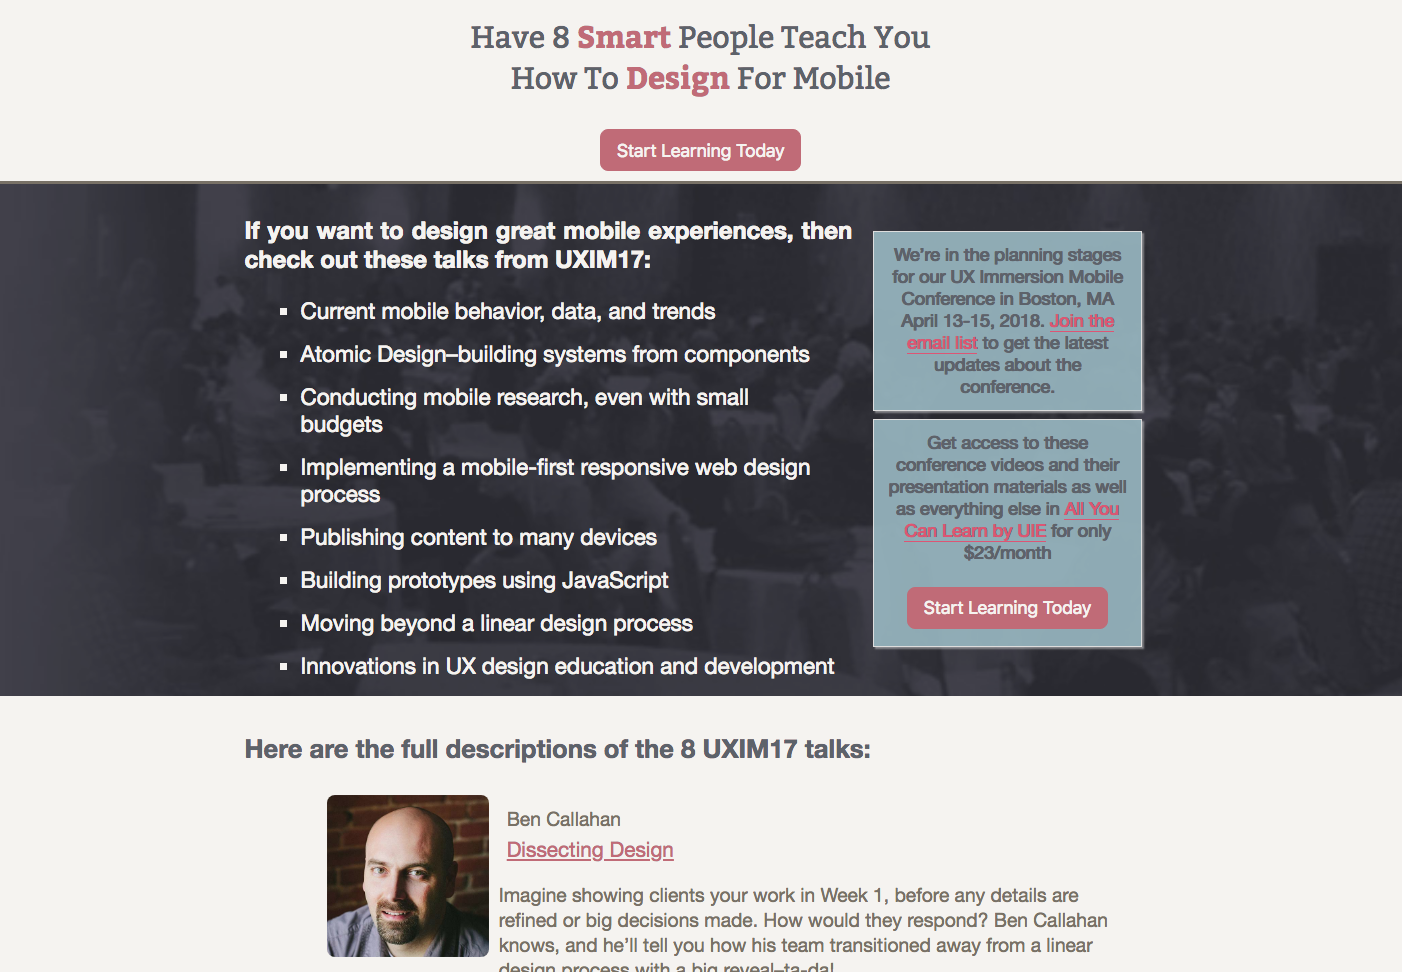 Have 8 Smart People Teach You
How To Design For Mobile
Start Learning Today
If you want to design great mobile experiences, then
check out these talks from UXIM17:
Current mobile behavior, data, and trends
Atomic Design–building systems from components
Conducting mobile research, even with small
budgets
Implementing a mobile-first responsive web design
process
Publishing content to many devices
Building prototypes using JavaScript
Moving beyond a linear design process
Innovations in UX design education and development
We’re in the planning stages
for our UX Immersion Mobile
Conference in Boston, MA
April 13-15, 2018. Join the
email list to get the latest
updates about the
conference.
Get access to these
conference videos and their
presentation materials as well
as everything else in All You
Can Learn by UIE for only
$23/month
Start Learning Today
Here are the full descriptions of the 8 UXIM17 talks:
Ben Callahan
Dissecting Design
Imagine showing clients your work in Week 1, before any details are
refined or big decisions made. How would they respond? Ben Callahan
knows, and he’ll tell you how his team transitioned away from a linear
design process with a big reveal–ta-da!